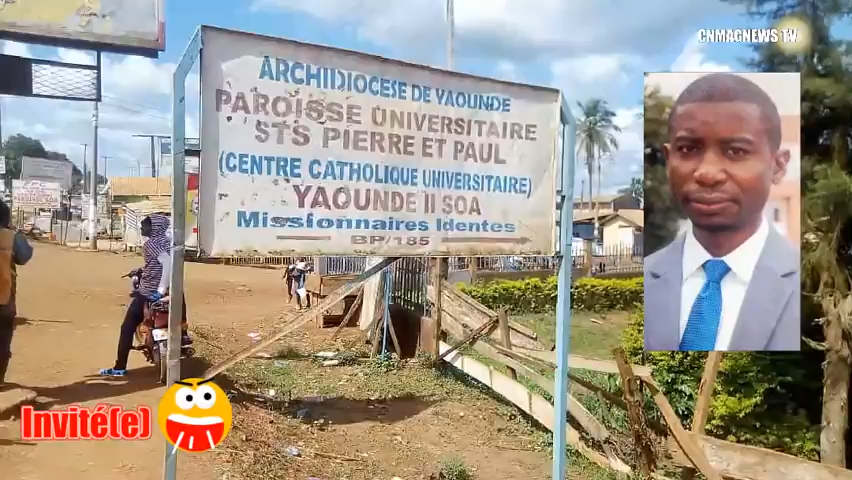 CNMAGNEWS TV
ARCHIDIOCESE DE YAOUNDE
PAROISSE UNIVERSITAIRE
STS PIERRE ET PAUL
(CENTRE CATHOLIQUE UNIVERSITAIRE)
YAOUNDE II SOA
Missionnaires Identes
BP/185
Invité(e)